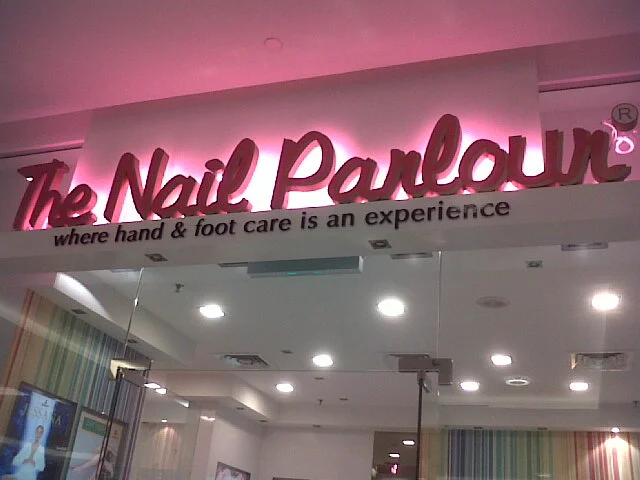 The Nail Parlour ®
where hand & foot care is an experience